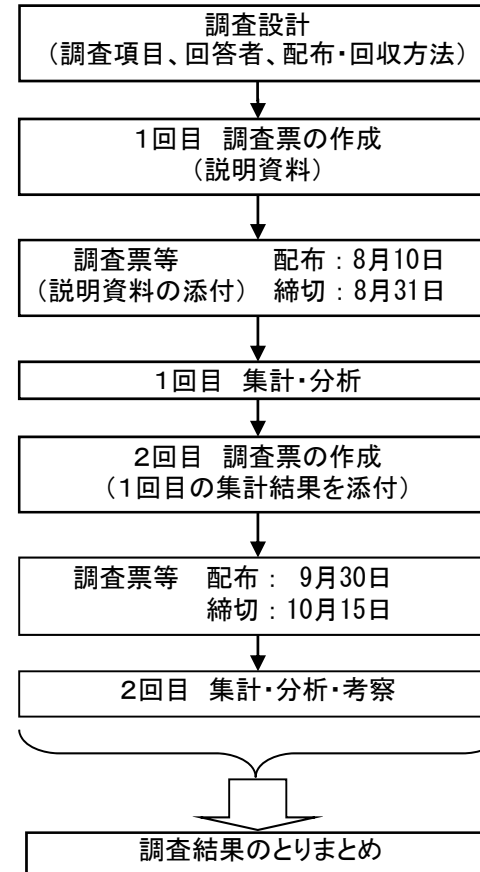 調査設計
（調査項目、回答者、配布・回収方法）
１回目 調査票の作成
（説明資料）
調査票等 配布：8月10日
（説明資料の添付） 締切：8月31日
１回目 集計・分析
２回目 調査票の作成
（１回目の集計結果を添付）
調査票等 配布： 9月30日
締切：10月15日
２回目 集計・分析・考察
調査結果のとりまとめ